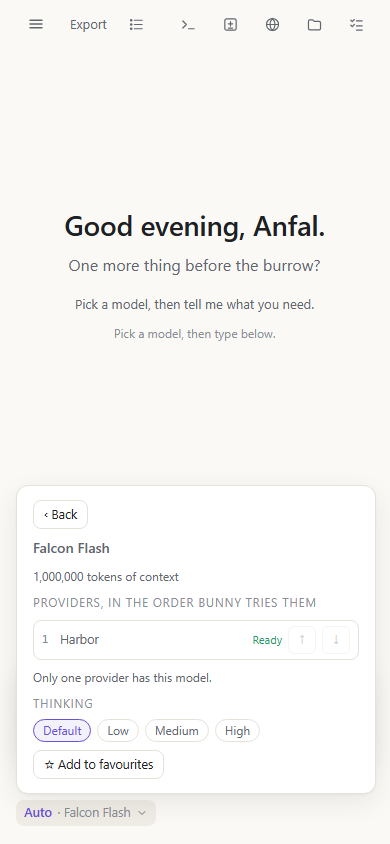 Export
Good evening, Anfal.
One more thing before the burrow?
Pick a model, then tell me what you need.
Pick a model, then type below.
‹ Back
Falcon Flash
1,000,000 tokens of context
PROVIDERS, IN THE ORDER BUNNY TRIES THEM
1 Harbor Ready ↑ ↓
Only one provider has this model.
THINKING
Default Low Medium High
☆ Add to favourites
Auto · Falcon Flash